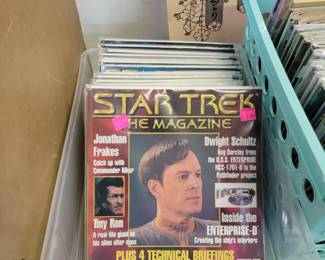 STAR TREK
THE MAGAZINE
Jonathan
Frakes
Catch up with
Commander Riker
Tiny Ron
A real-life giant on
his alien alter egos
Dwight Schultz
Reg Barclay from
the U.S.S. ENTERPRISE
NCC-1701-D to the
Pathfinder project
Inside the
ENTERPRISE-D
Creating the ship's interiors
PLUS 4 TECHNICAL BRIEFINGS